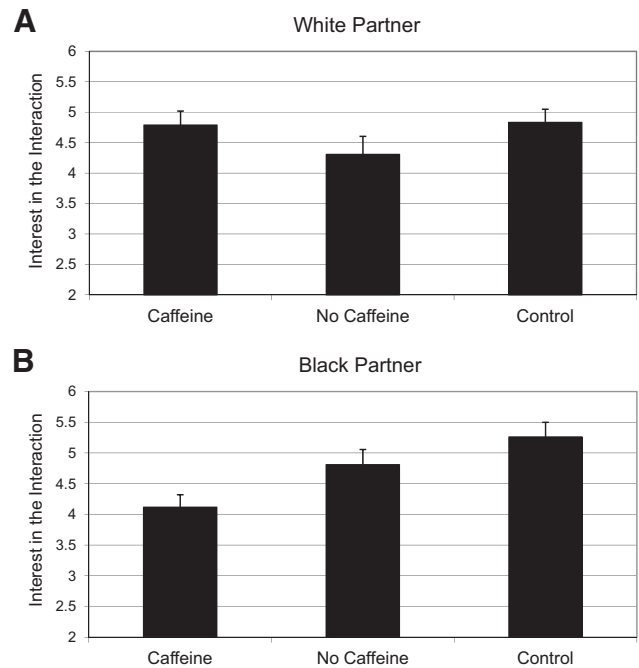 A
White Partner
Interest in the Interaction
6
5.5
5
4.5
4
3.5
3
2.5
2
Caffeine No Caffeine Control
B
Black Partner
Interest in the Interaction
6
5.5
5
4.5
4
3.5
3
2.5
2
Caffeine No Caffeine Control